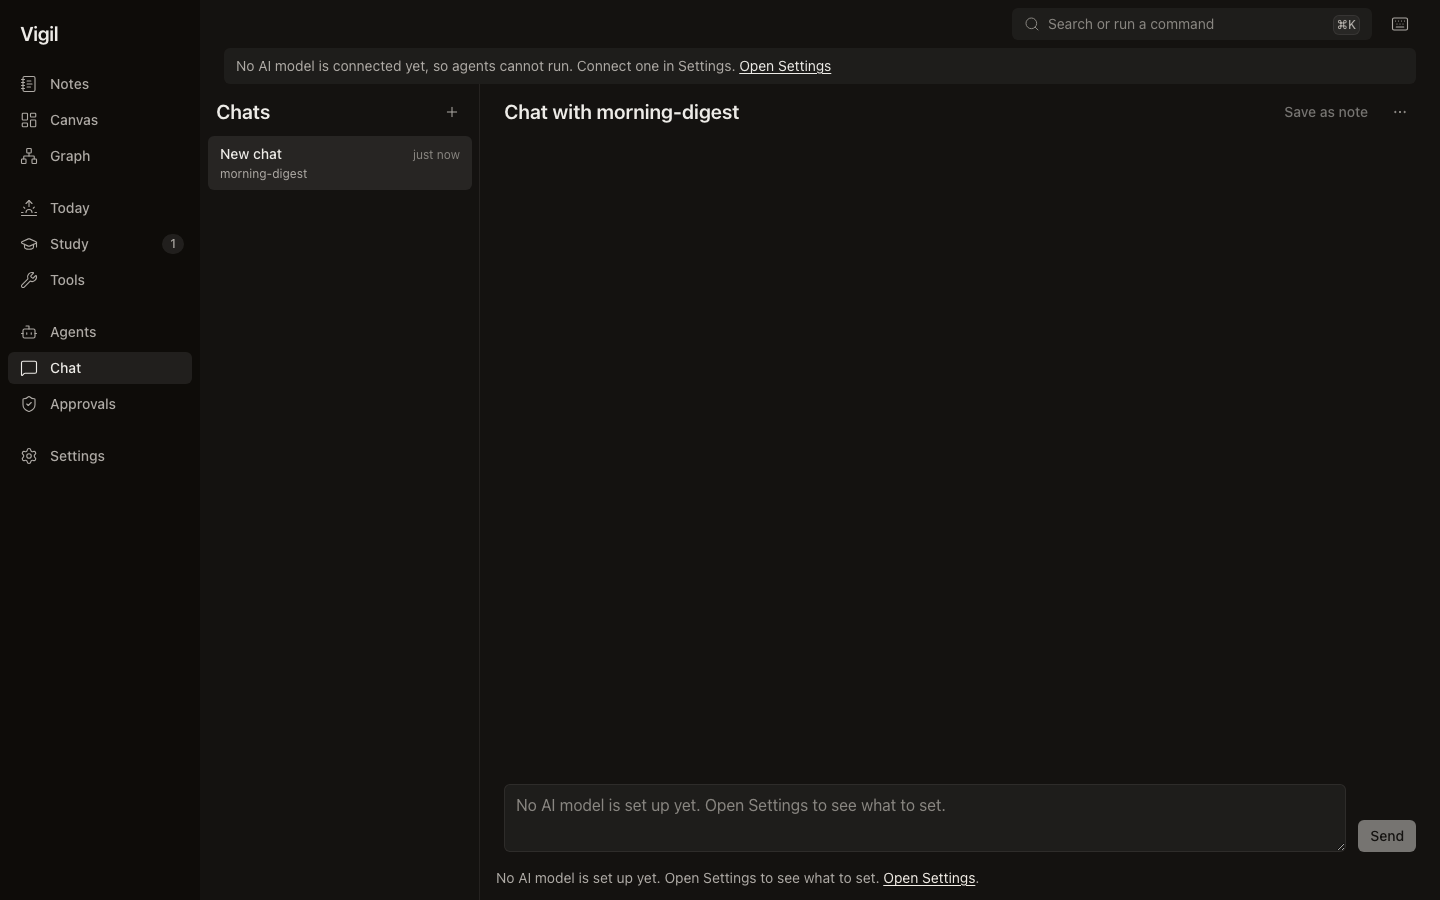 Vigil
Search or run a command
⌘K
No AI model is connected yet, so agents cannot run. Connect one in Settings. Open Settings
Notes
Canvas
Graph
Today
Study
1
Tools
Agents
Chat
Approvals
Settings
Chats
New chat
just now
morning-digest
Chat with morning-digest
Save as note
No AI model is set up yet. Open Settings to see what to set.
Send
No AI model is set up yet. Open Settings to see what to set. Open Settings.